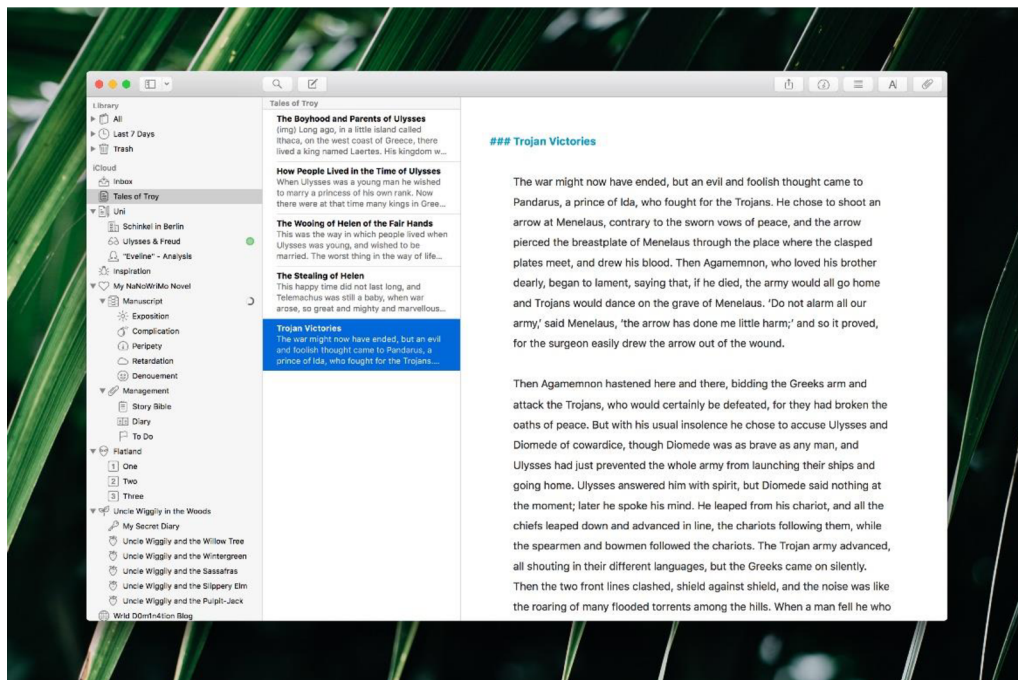 Library
All
Last 7 Days
Trash
iCloud
Inbox
Tales of Troy
Uni
Schinkel in Berlin
Ulysses & Freud
"Eveline" – Analysis
Inspiration
My NaNoWriMo Novel
Manuscript
Exposition
Complication
Peripety
Retardation
Denouement
Management
Story Bible
Diary
To Do
Flatland
1 One
2 Two
3 Three
Uncle Wiggily in the Woods
My Secret Diary
Uncle Wiggily and the Willow Tree
Uncle Wiggily and the Wintergreen
Uncle Wiggily and the Sassafras
Uncle Wiggily and the Slippery Elm
Uncle Wiggily and the Pulpit-Jack
Wrld D0m1n4tion Blog
Tales of Troy
The Boyhood and Parents of Ulysses
(img) Long ago, in a little island called
Ithaca, on the west coast of Greece, there
lived a king named Laertes. His kingdom w...
How People Lived in the Time of Ulysses
When Ulysses was a young man he wished
to marry a princess of his own rank. Now
there were at that time many kings in Gree...
The Wooing of Helen of the Fair Hands
This was the way in which people lived when
Ulysses was young, and wished to be
married. The worst thing in the way of life...
The Stealing of Helen
This happy time did not last long, and
Telemachus was still a baby, when war
arose, so great and mighty and marvellous...
Trojan Victories
The war might now have ended, but an evil
and foolish thought came to Pandarus, a
prince of Ida, who fought for the Trojans....
A
### Trojan Victories
The war might now have ended, but an evil and foolish thought came to
Pandarus, a prince of Ida, who fought for the Trojans. He chose to shoot an
arrow at Menelaus, contrary to the sworn vows of peace, and the arrow
pierced the breastplate of Menelaus through the place where the clasped
plates meet, and drew his blood. Then Agamemnon, who loved his brother
dearly, began to lament, saying that, if he died, the army would all go home
and Trojans would dance on the grave of Menelaus. 'Do not alarm all our
army,' said Menelaus, 'the arrow has done me little harm;' and so it proved,
for the surgeon easily drew the arrow out of the wound.
Then Agamemnon hastened here and there, bidding the Greeks arm and
attack the Trojans, who would certainly be defeated, for they had broken the
oaths of peace. But with his usual insolence he chose to accuse Ulysses and
Diomede of cowardice, though Diomede was as brave as any man, and
Ulysses had just prevented the whole army from launching their ships and
going home. Ulysses answered him with spirit, but Diomede said nothing at
the moment; later he spoke his mind. He leaped from his chariot, and all the
chiefs leaped down and advanced in line, the chariots following them, while
the spearmen and bowmen followed the chariots. The Trojan army advanced,
all shouting in their different languages, but the Greeks came on silently.
Then the two front lines clashed, shield against shield, and the noise was like
the roaring of many flooded torrents among the hills. When a man fell he who